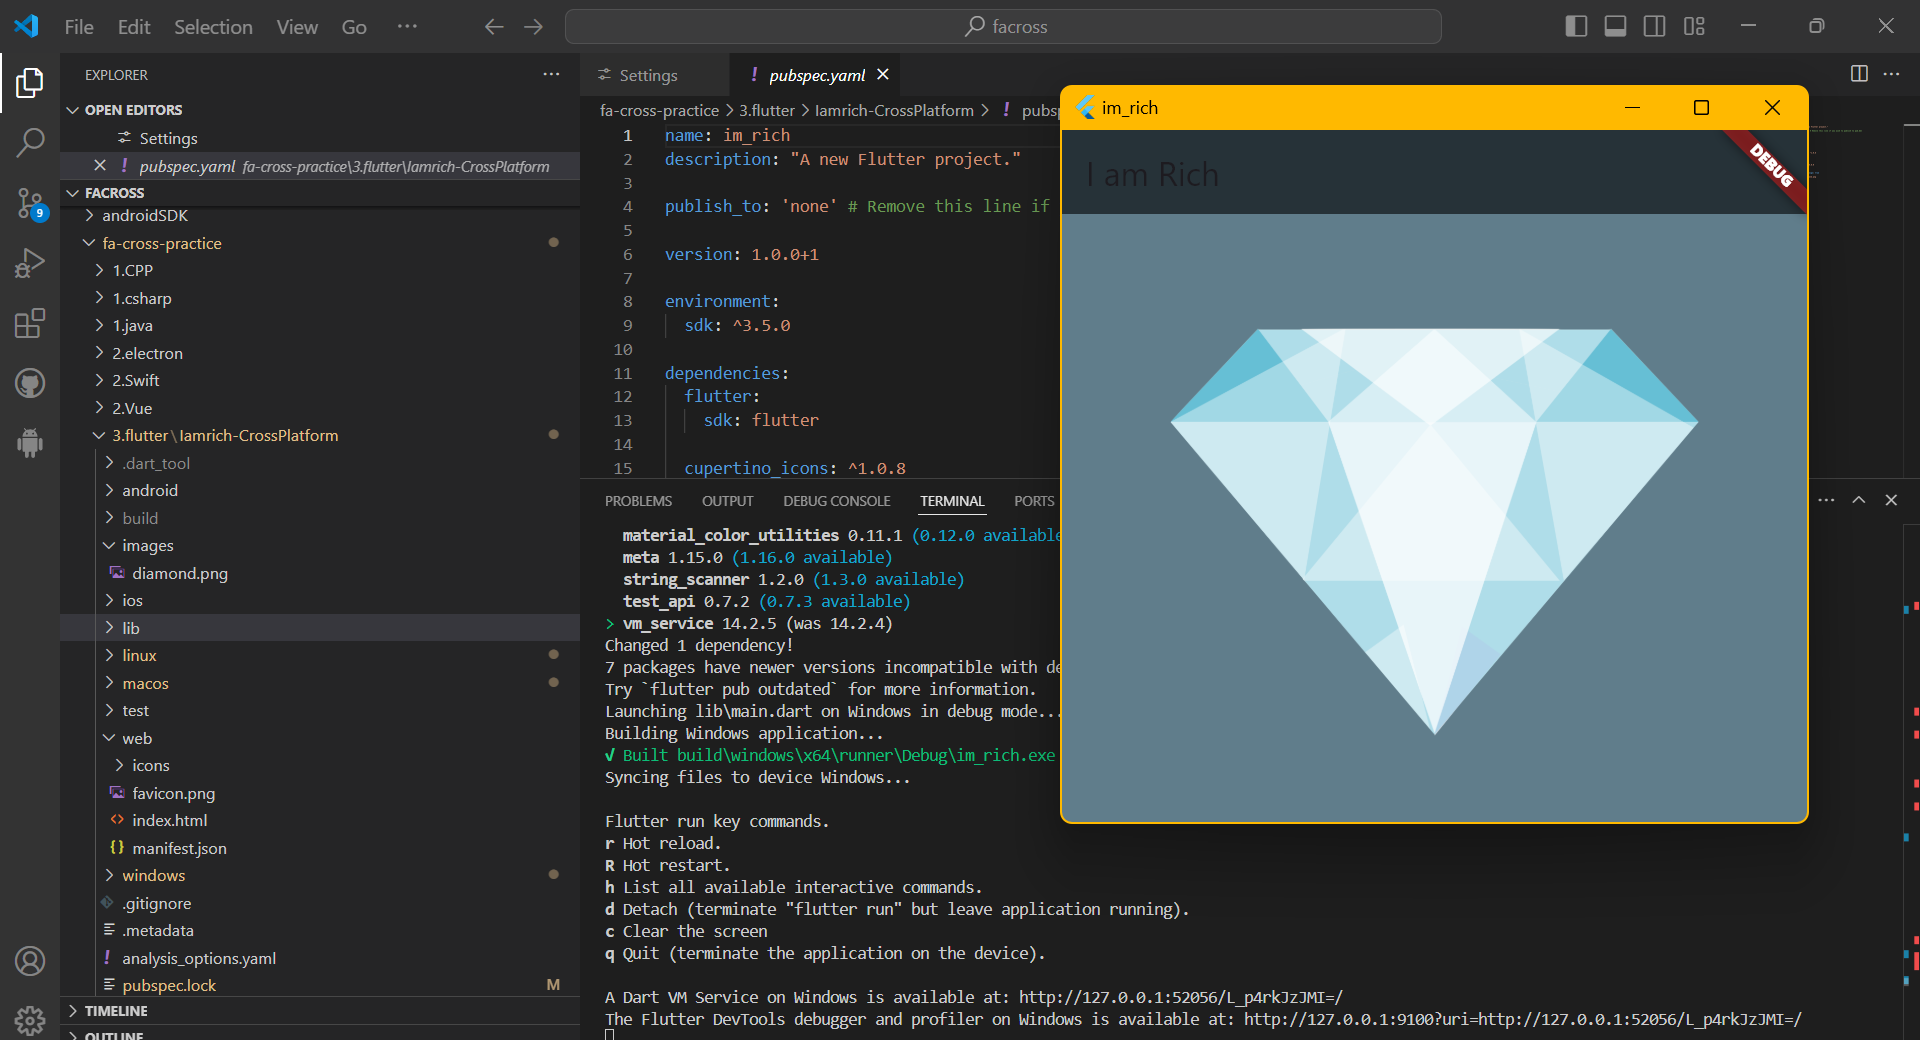 File Edit Selection View Go ···
facross
EXPLORER
OPEN EDITORS
Settings
pubspec.yaml fa-cross-practice\3.flutter\Iamrich-CrossPlatform
FACROSS
androidSDK
fa-cross-practice
1.CPP
1.csharp
1.java
2.electron
2.Swift
2.Vue
3.flutter\Iamrich-CrossPlatform
.dart_tool
android
build
images
diamond.png
ios
lib
linux
macos
test
web
icons
favicon.png
index.html
manifest.json
windows
.gitignore
.metadata
analysis_options.yaml
pubspec.lock M
TIMELINE
OUTLINE
9
Settings
! pubspec.yaml
fa-cross-practice > 3.flutter > Iamrich-CrossPlatform > ! pubsp
1 name: im_rich
2 description: "A new Flutter project."
3
4 publish_to: 'none' # Remove this line if
5
6 version: 1.0.0+1
7
8 environment:
9 sdk: ^3.5.0
10
11 dependencies:
12 flutter:
13 sdk: flutter
14
15 cupertino_icons: ^1.0.8
PROBLEMS OUTPUT DEBUG CONSOLE TERMINAL PORTS
material_color_utilities 0.11.1 (0.12.0 available
meta 1.15.0 (1.16.0 available)
string_scanner 1.2.0 (1.3.0 available)
test_api 0.7.2 (0.7.3 available)
> vm_service 14.2.5 (was 14.2.4)
Changed 1 dependency!
7 packages have newer versions incompatible with de
Try `flutter pub outdated` for more information.
Launching lib\main.dart on Windows in debug mode...
Building Windows application...
√ Built build\windows\x64\runner\Debug\im_rich.exe
Syncing files to device Windows...
Flutter run key commands.
r Hot reload.
R Hot restart.
h List all available interactive commands.
d Detach (terminate "flutter run" but leave application running).
c Clear the screen
q Quit (terminate the application on the device).
A Dart VM Service on Windows is available at: http://127.0.0.1:52056/L_p4rkJzJMI=/
The Flutter DevTools debugger and profiler on Windows is available at: http://127.0.0.1:9100?uri=http://127.0.0.1:52056/L_p4rkJzJMI=/
im_rich
I am Rich
DEBUG